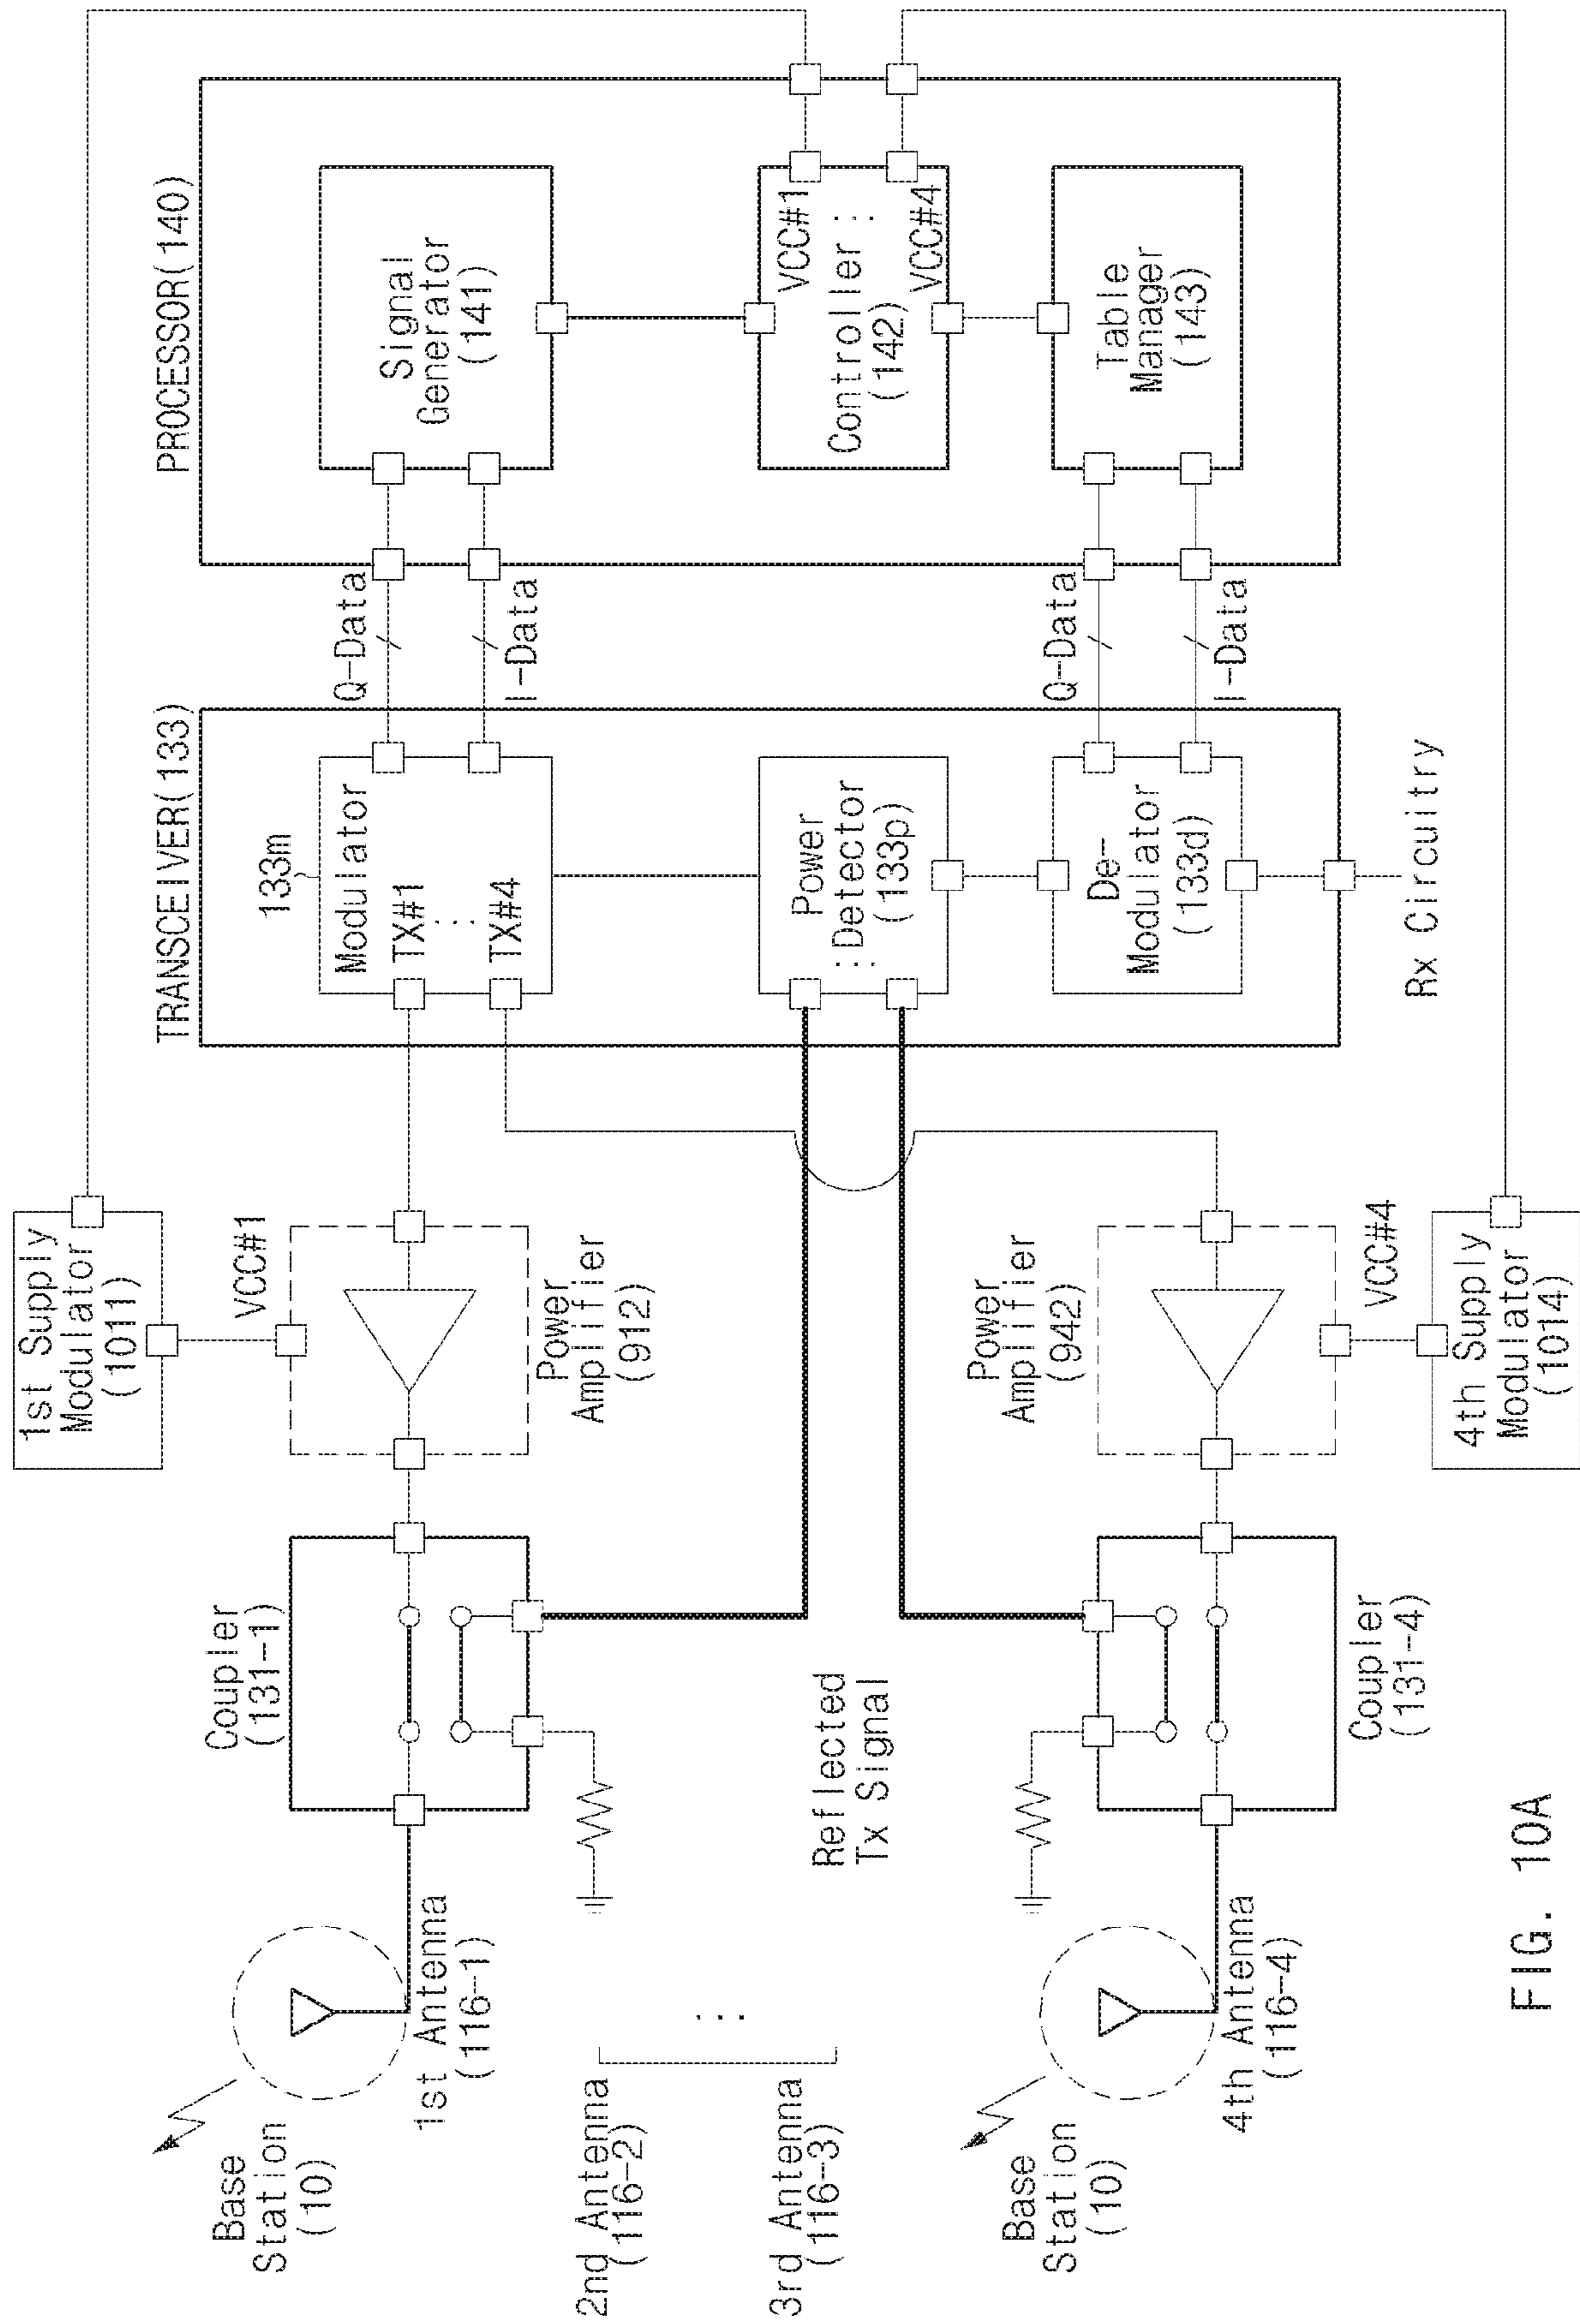 PROCESSOR(140)
Signal
Generator
(141)
VCC#1
Controller :
(142)
VCC#4
Table
Manager
(143)
Q-Data
I-Data
Q-Data
I-Data
TRANSCEIVER(133)
133m
Modulator
TX#1
:
TX#4
Power
:Detector
(133p)
De-
Modulator
(133d)
Rx Circuitry
1st Supply
Modulator
(1011)
VCC#1
Power
Amplifier
(912)
Power
Amplifier
(942)
VCC#4
4th Supply
Modulator
(1014)
Coupler
(131-1)
Reflected
Tx Signal
Coupler
(131-4)
1st Antenna
(116-1)
...
4th Antenna
(116-4)
Base
Station
(10)
2nd Antenna
(116-2)
3rd Antenna
(116-3)
Base
Station
(10)
FIG. 10A